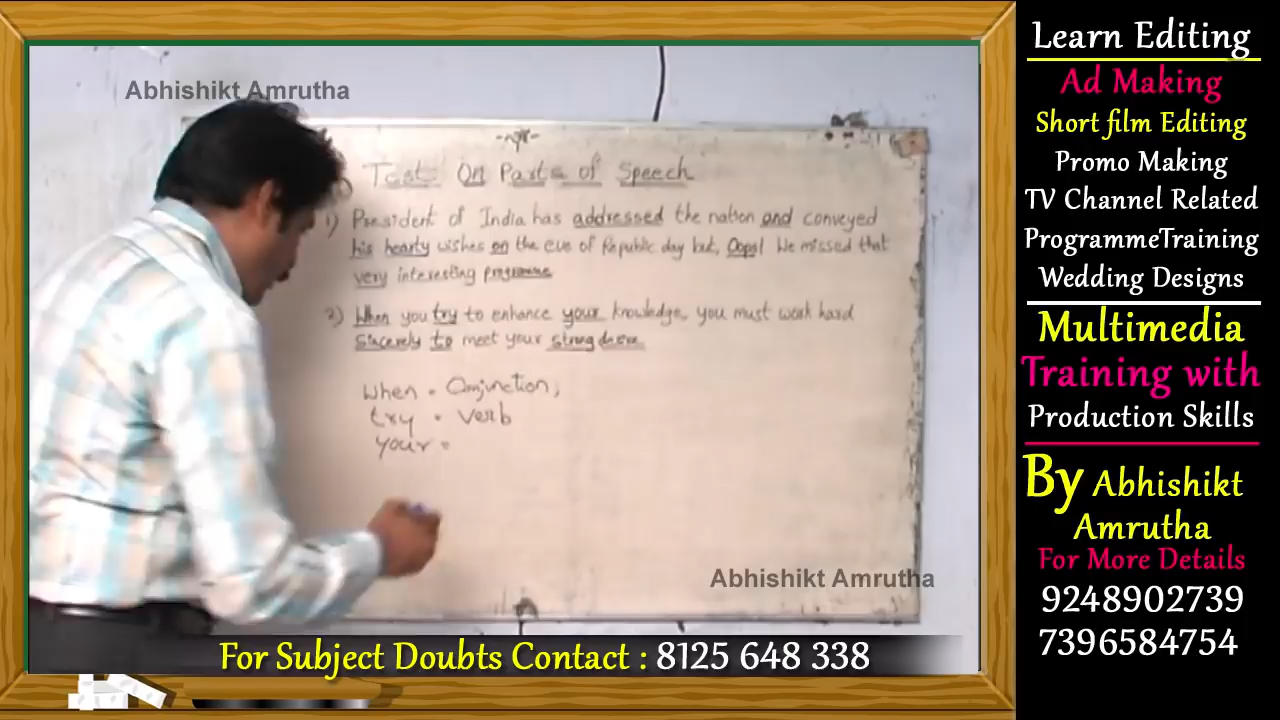 Abhishikt Amrutha
Test On Parts of Speech
1) President of India has addressed the nation and conveyed
his hearty wishes on the eve of Republic day but, Oops! We missed that
very interesting programme
2) When you try to enhance your knowledge, you must work hard
Sincerely to meet your strong desire
When = Conjunction,
try = verb
your =
Abhishikt Amrutha
For Subject Doubts Contact : 8125 648 338
Learn Editing
Ad Making
Short film Editing
Promo Making
TV Channel Related
ProgrammeTraining
Wedding Designs
Multimedia
Training with
Production Skills
By Abhishikt
Amrutha
For More Details
9248902739
7396584754